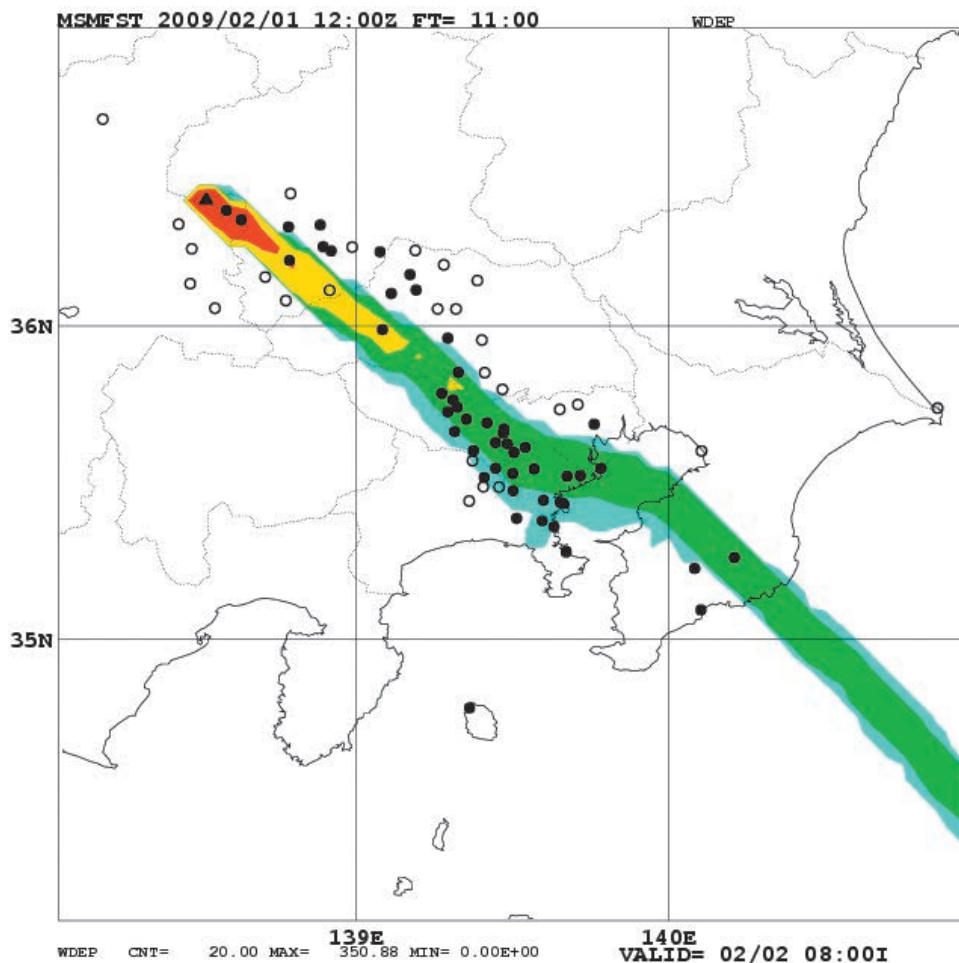 MSMFST 2009/02/01 12:00Z FT= 11:00 WDEP
36N
35N
139E 140E
WDEP CNT= 20.00 MAX= 350.88 MIN= 0.00E+00 VALID= 02/02 08:00I